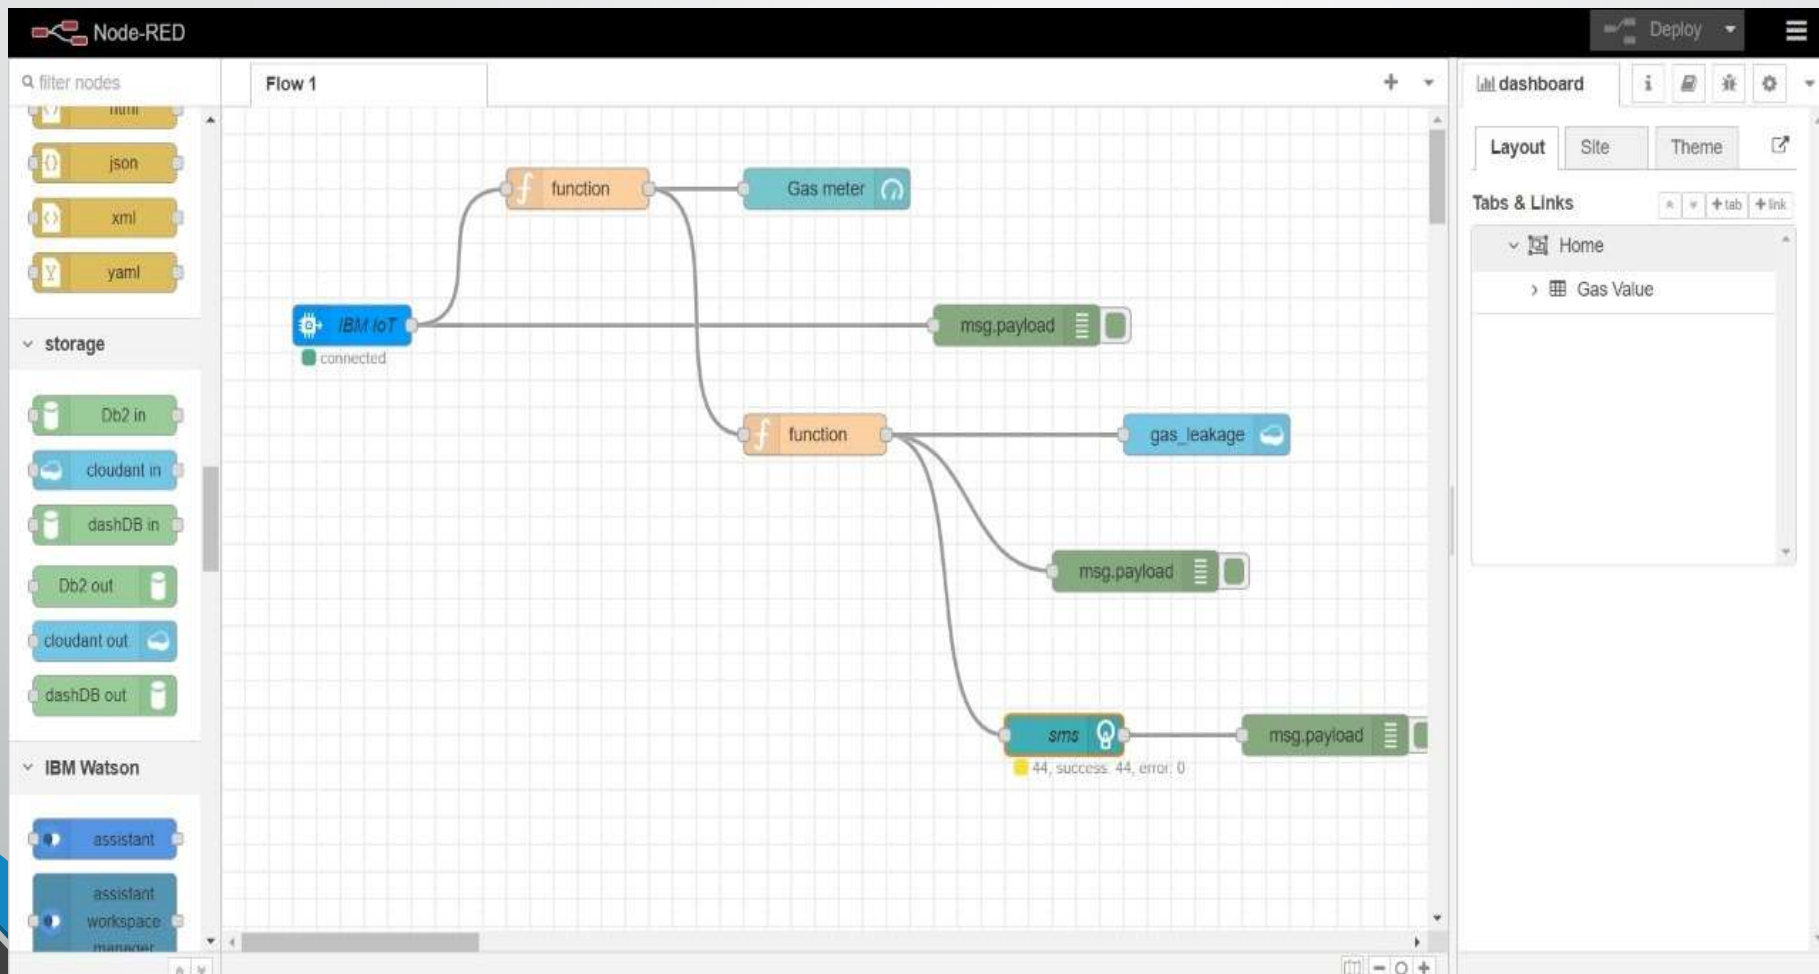 Node-RED
Deploy
filter nodes
Flow 1
html
json
xml
yaml
storage
Db2 in
cloudant in
dashDB in
Db2 out
cloudant out
dashDB out
IBM Watson
assistant
assistant
workspace
manager
function
Gas meter
IBM IoT
connected
msg.payload
function
gas_leakage
msg.payload
sms
msg.payload
44, success: 44, error: 0
dashboard
i
Layout
Site
Theme
Tabs & Links
+ tab
+ link
Home
Gas Value